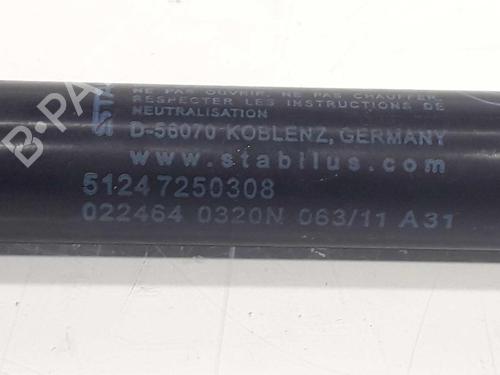 NE PAS OUVRIR, NE PAS CHAUFFER.
RESPECTER LES INSTRUCTIONS DE
NEUTRALISATION
D-56070 KOBLENZ, GERMANY
www.stabilus.com
51247250308
022464 0320N 063/11 A31
B-PARTS